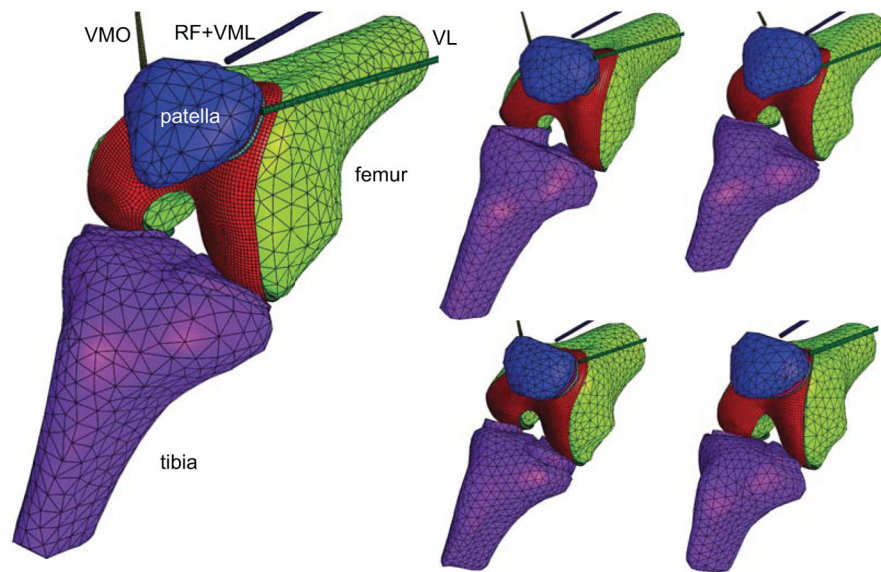 VMO
RF+VML
VL
patella
femur
tibia